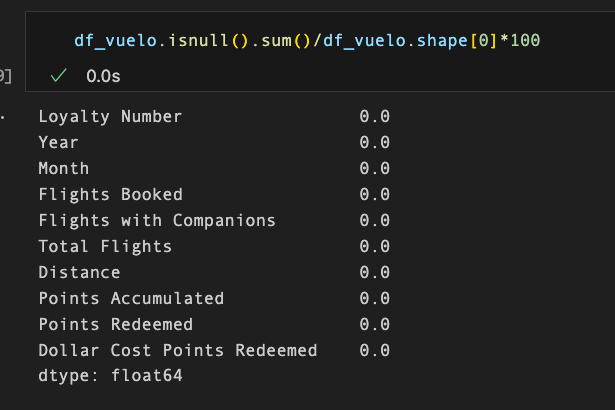 df_vuelo.isnull().sum()/df_vuelo.shape[0]*100
✓ 0.0s
Loyalty Number 0.0
Year 0.0
Month 0.0
Flights Booked 0.0
Flights with Companions 0.0
Total Flights 0.0
Distance 0.0
Points Accumulated 0.0
Points Redeemed 0.0
Dollar Cost Points Redeemed 0.0
dtype: float64